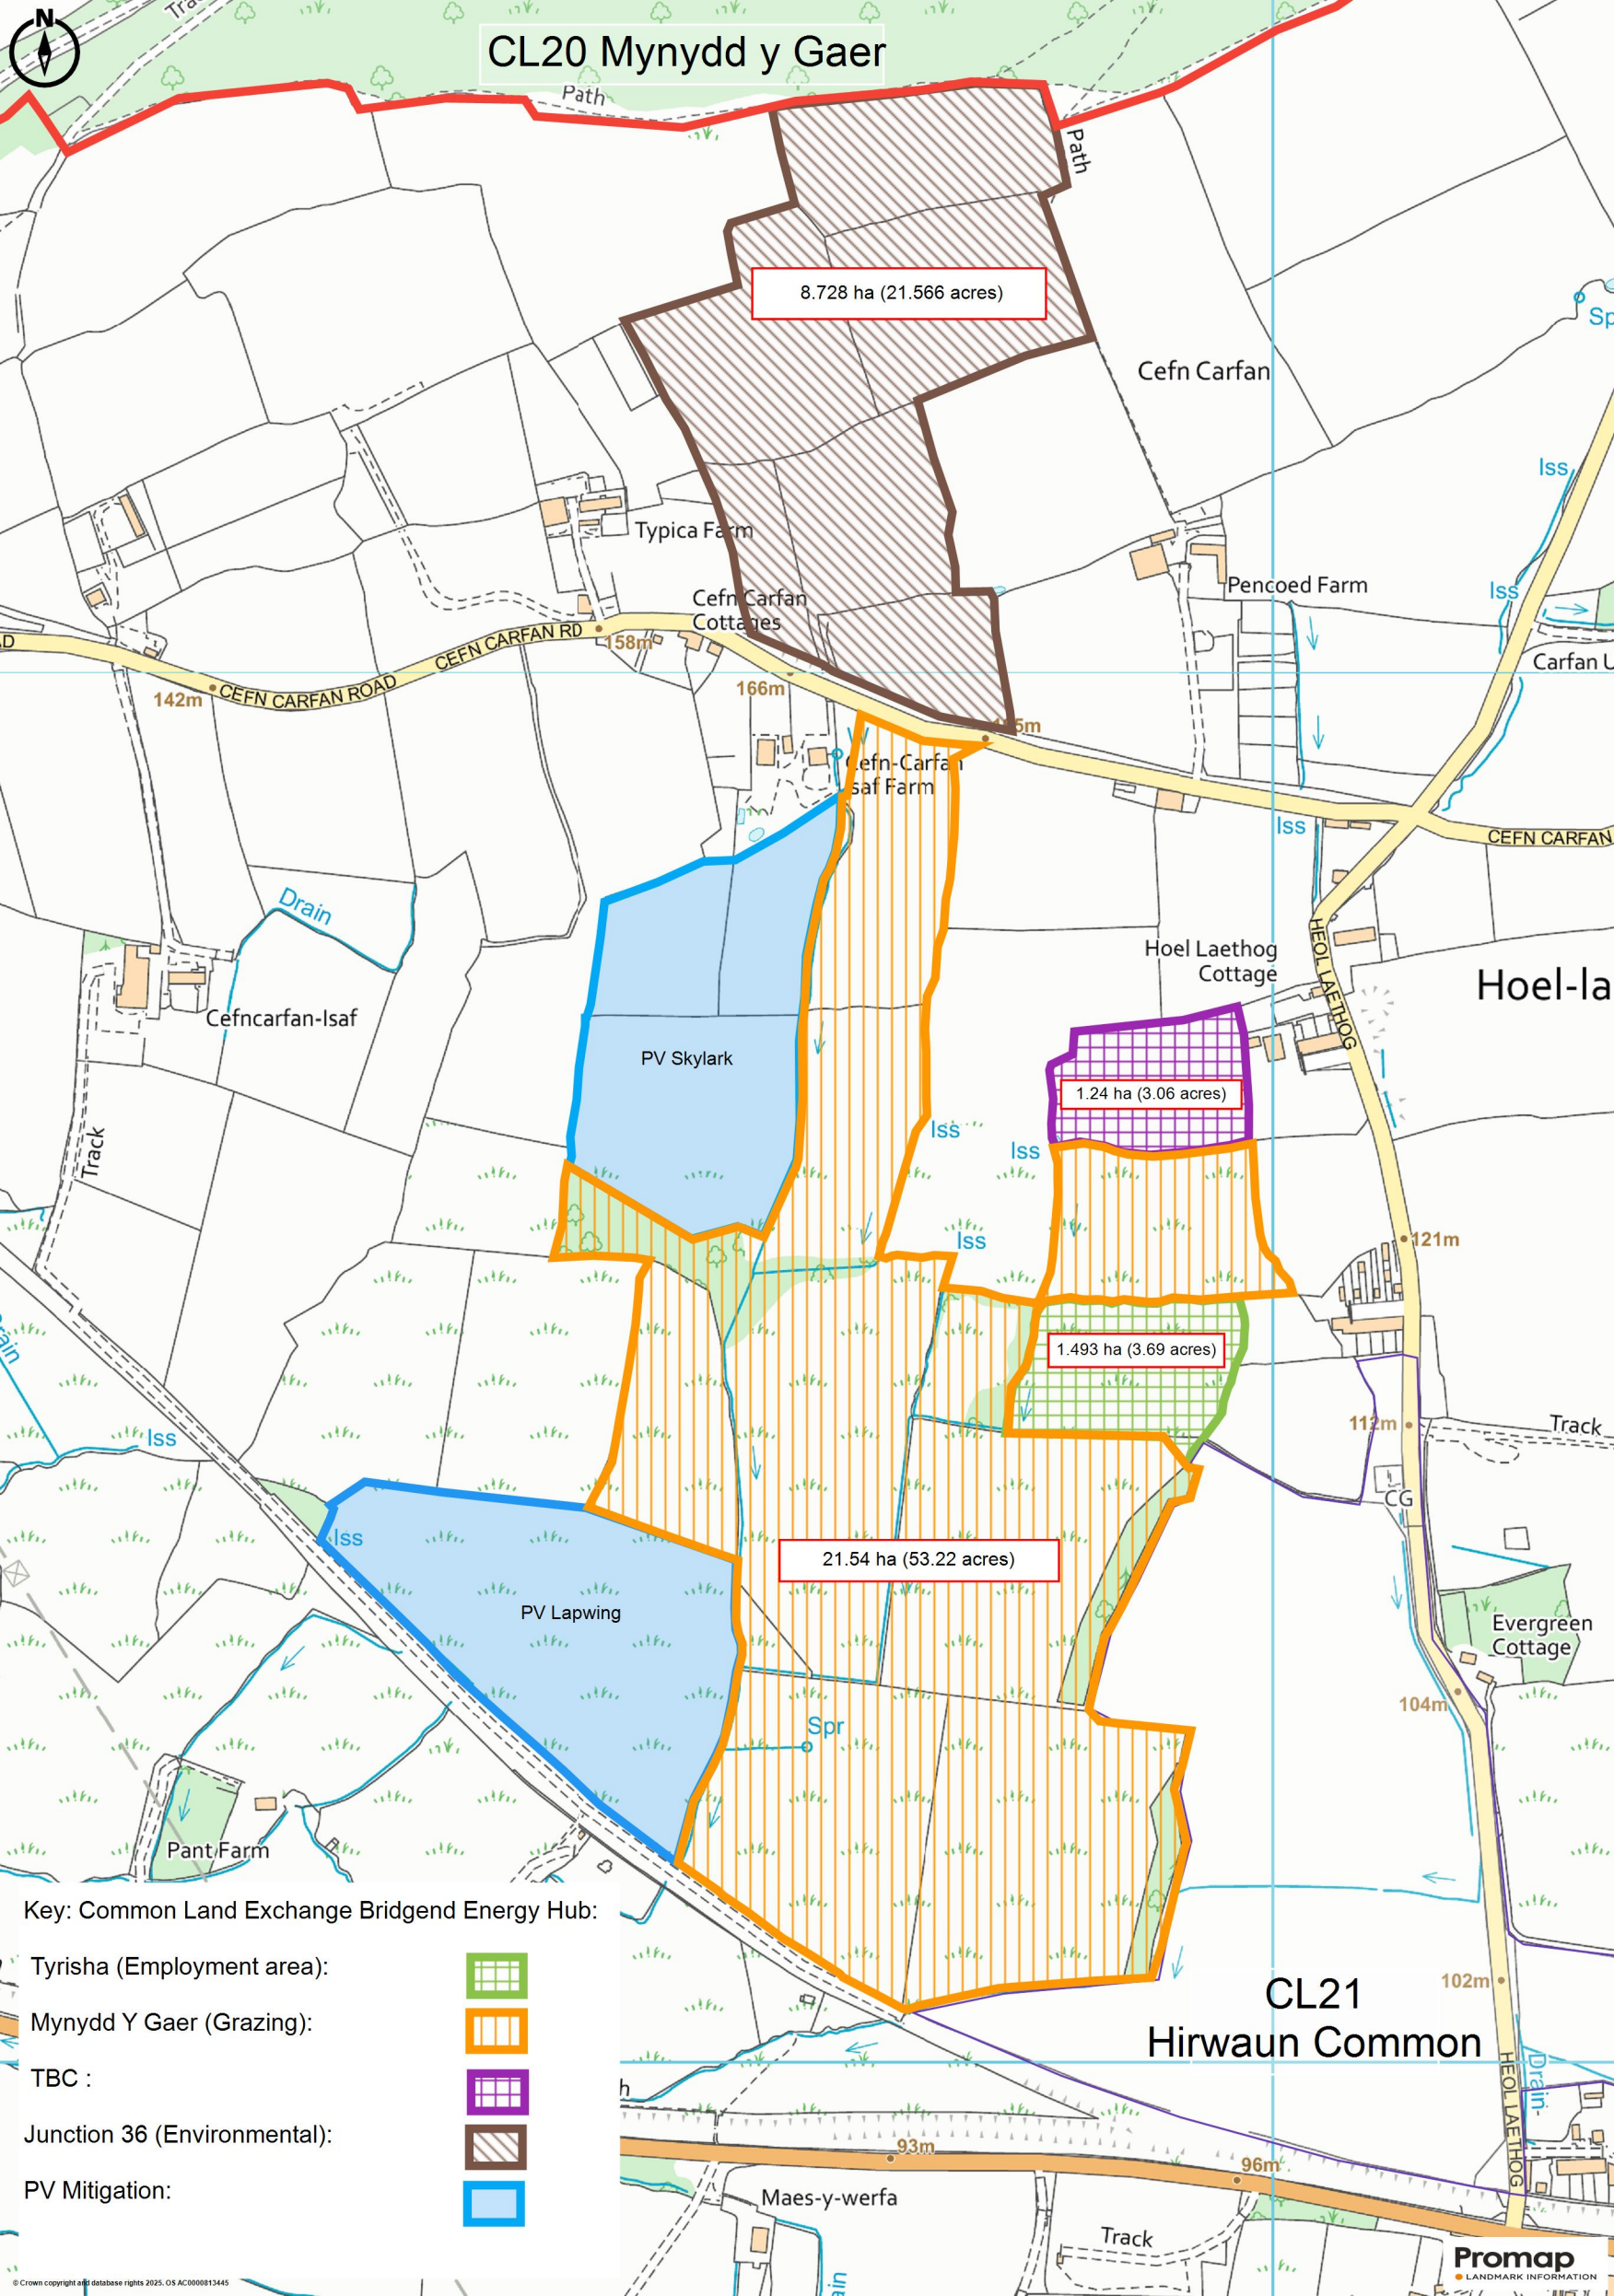 N
CL20 Mynydd y Gaer
Path
Path
8.728 ha (21.566 acres)
Cefn Carfan
Iss
Typica Farm
Pencoed Farm
Iss
Cefn Carfan
Cottages
CEFN CARFAN RD
158m
142m
CEFN CARFAN ROAD
166m
Cefn-Carfan
Isaf Farm
Iss
CEFN CARFAN
Drain
HEOL LAETHOG
Hoel Laethog
Cottage
Cefncarfan-Isaf
PV Skylark
1.24 ha (3.06 acres)
Track
Iss
Iss
Iss
121m
1.493 ha (3.69 acres)
112m
Track
Iss
CG
Iss
21.54 ha (53.22 acres)
PV Lapwing
Evergreen
Cottage
104m
Spr
Pant Farm
Key: Common Land Exchange Bridgend Energy Hub:
Tyrisha (Employment area):
Mynydd Y Gaer (Grazing):
TBC :
Junction 36 (Environmental):
PV Mitigation:
CL21
Hirwaun Common
102m
HEOL LAETHOG
Drain
93m
96m
Maes-y-werfa
Track
Promap
LANDMARK INFORMATION
© Crown copyright and database rights 2025. OS AC0000813445